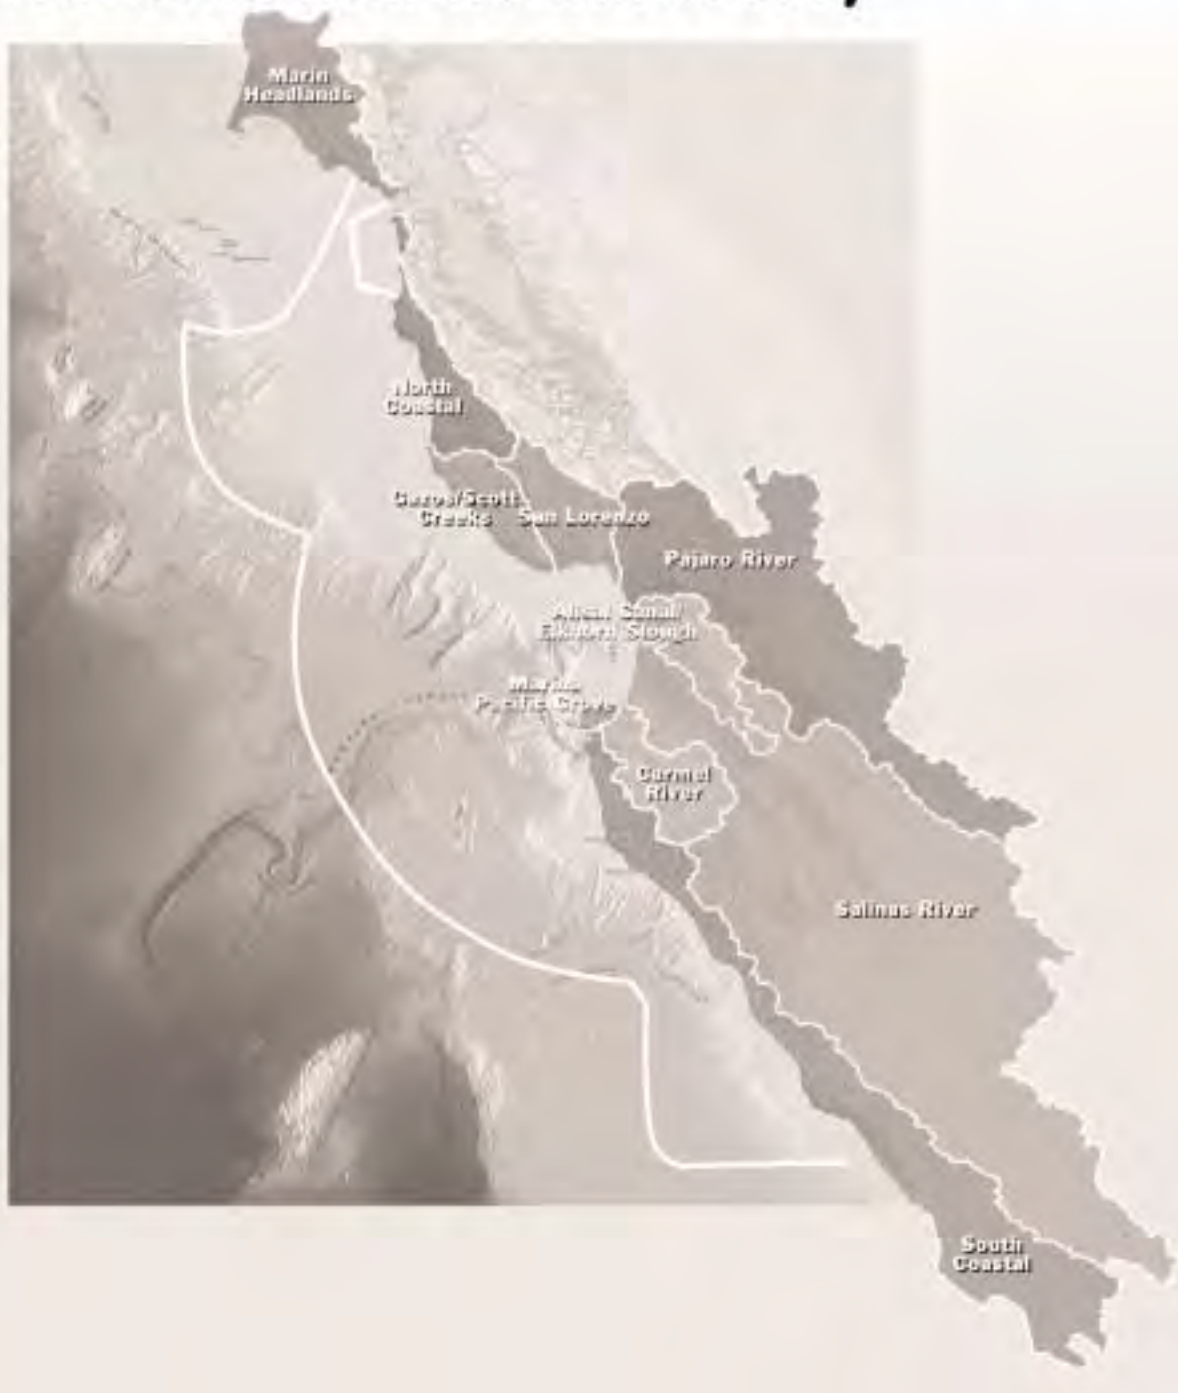 Marin
Headlands
North
Coastal
Gazos/Scott
Creeks
San Lorenzo
Pajaro River
Alisal Canal/
Elkhorn Slough
Marina
Pacific Grove
Carmel
River
Salinas River
South
Coastal